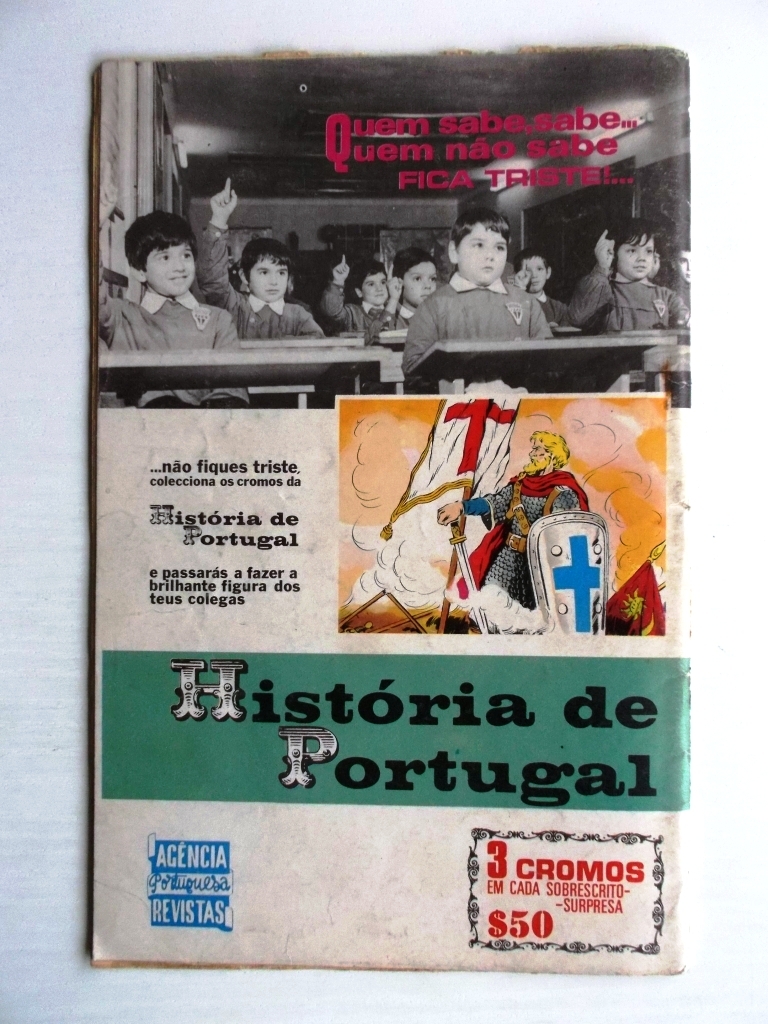 Quem sabe, sabe...
Quem não sabe
FICA TRISTE!...
...não fiques triste,
colecciona os cromos da
História de
Portugal
e passarás a fazer a
brilhante figura dos
teus colegas
História de
Portugal
AGÊNCIA
Portuguesa
REVISTAS
3 CROMOS
EM CADA SOBRESCRITO-
-SURPRESA
$50